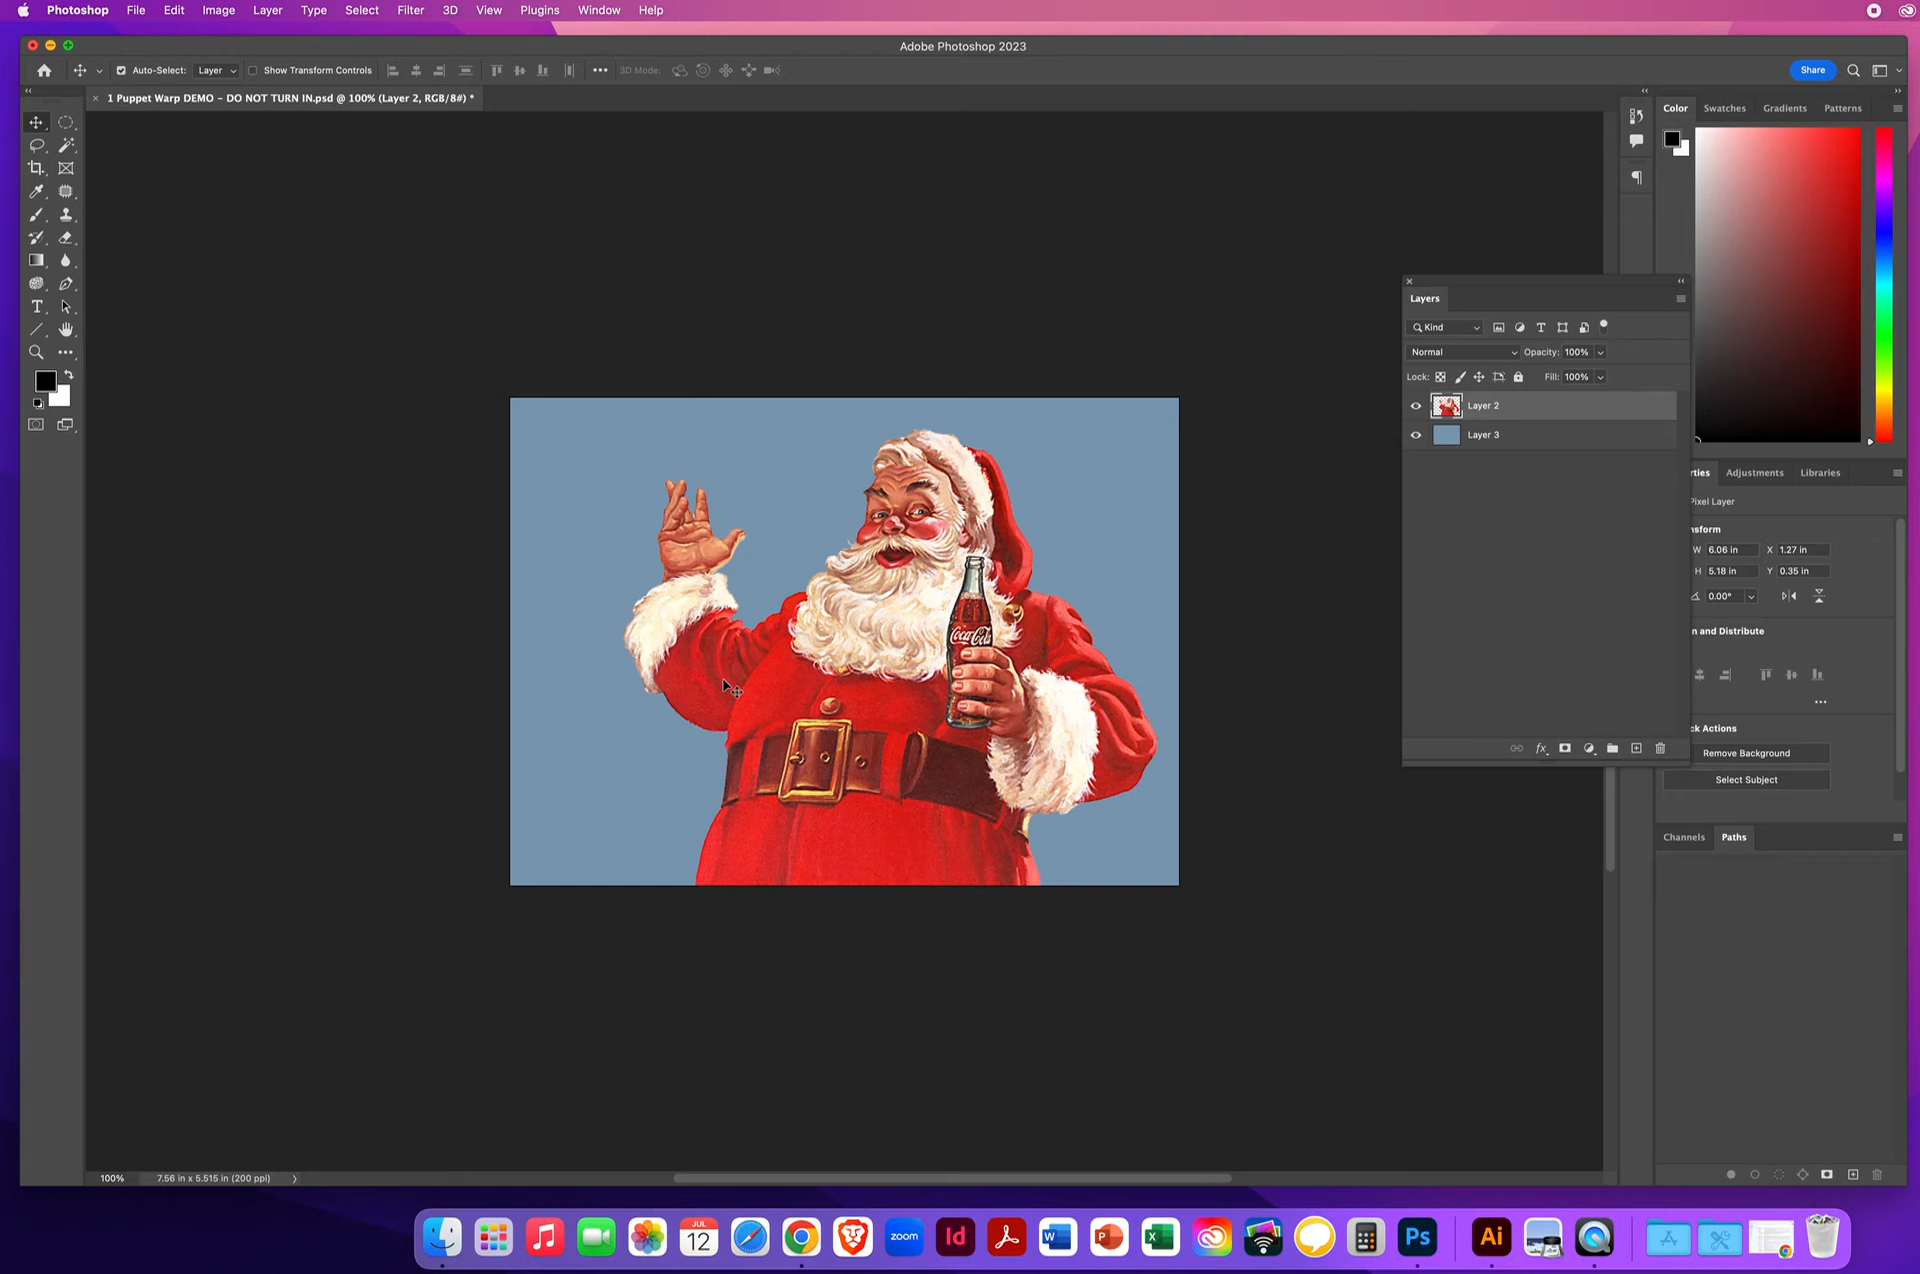 Photoshop File Edit Image Layer Type Select Filter 3D View Plugins Window Help
Adobe Photoshop 2023
Auto-Select: Layer Show Transform Controls 3D Mode: Share
1 Puppet Warp DEMO - DO NOT TURN IN.psd @ 100% (Layer 2, RGB/8#) *
Color Swatches Gradients Patterns
Layers
Kind
Normal Opacity: 100%
Lock: Fill: 100%
Layer 2
Layer 3
rties Adjustments Libraries
Pixel Layer
nsform
W 6.06 in X 1.27 in
H 5.18 in Y 0.35 in
0.00°
n and Distribute
ck Actions
Remove Background
Select Subject
Channels Paths
Coca-Cola
100% 7.56 in x 5.515 in (200 ppi)
JUL
12
zoom
Id
W
P
X
Ps
Ai